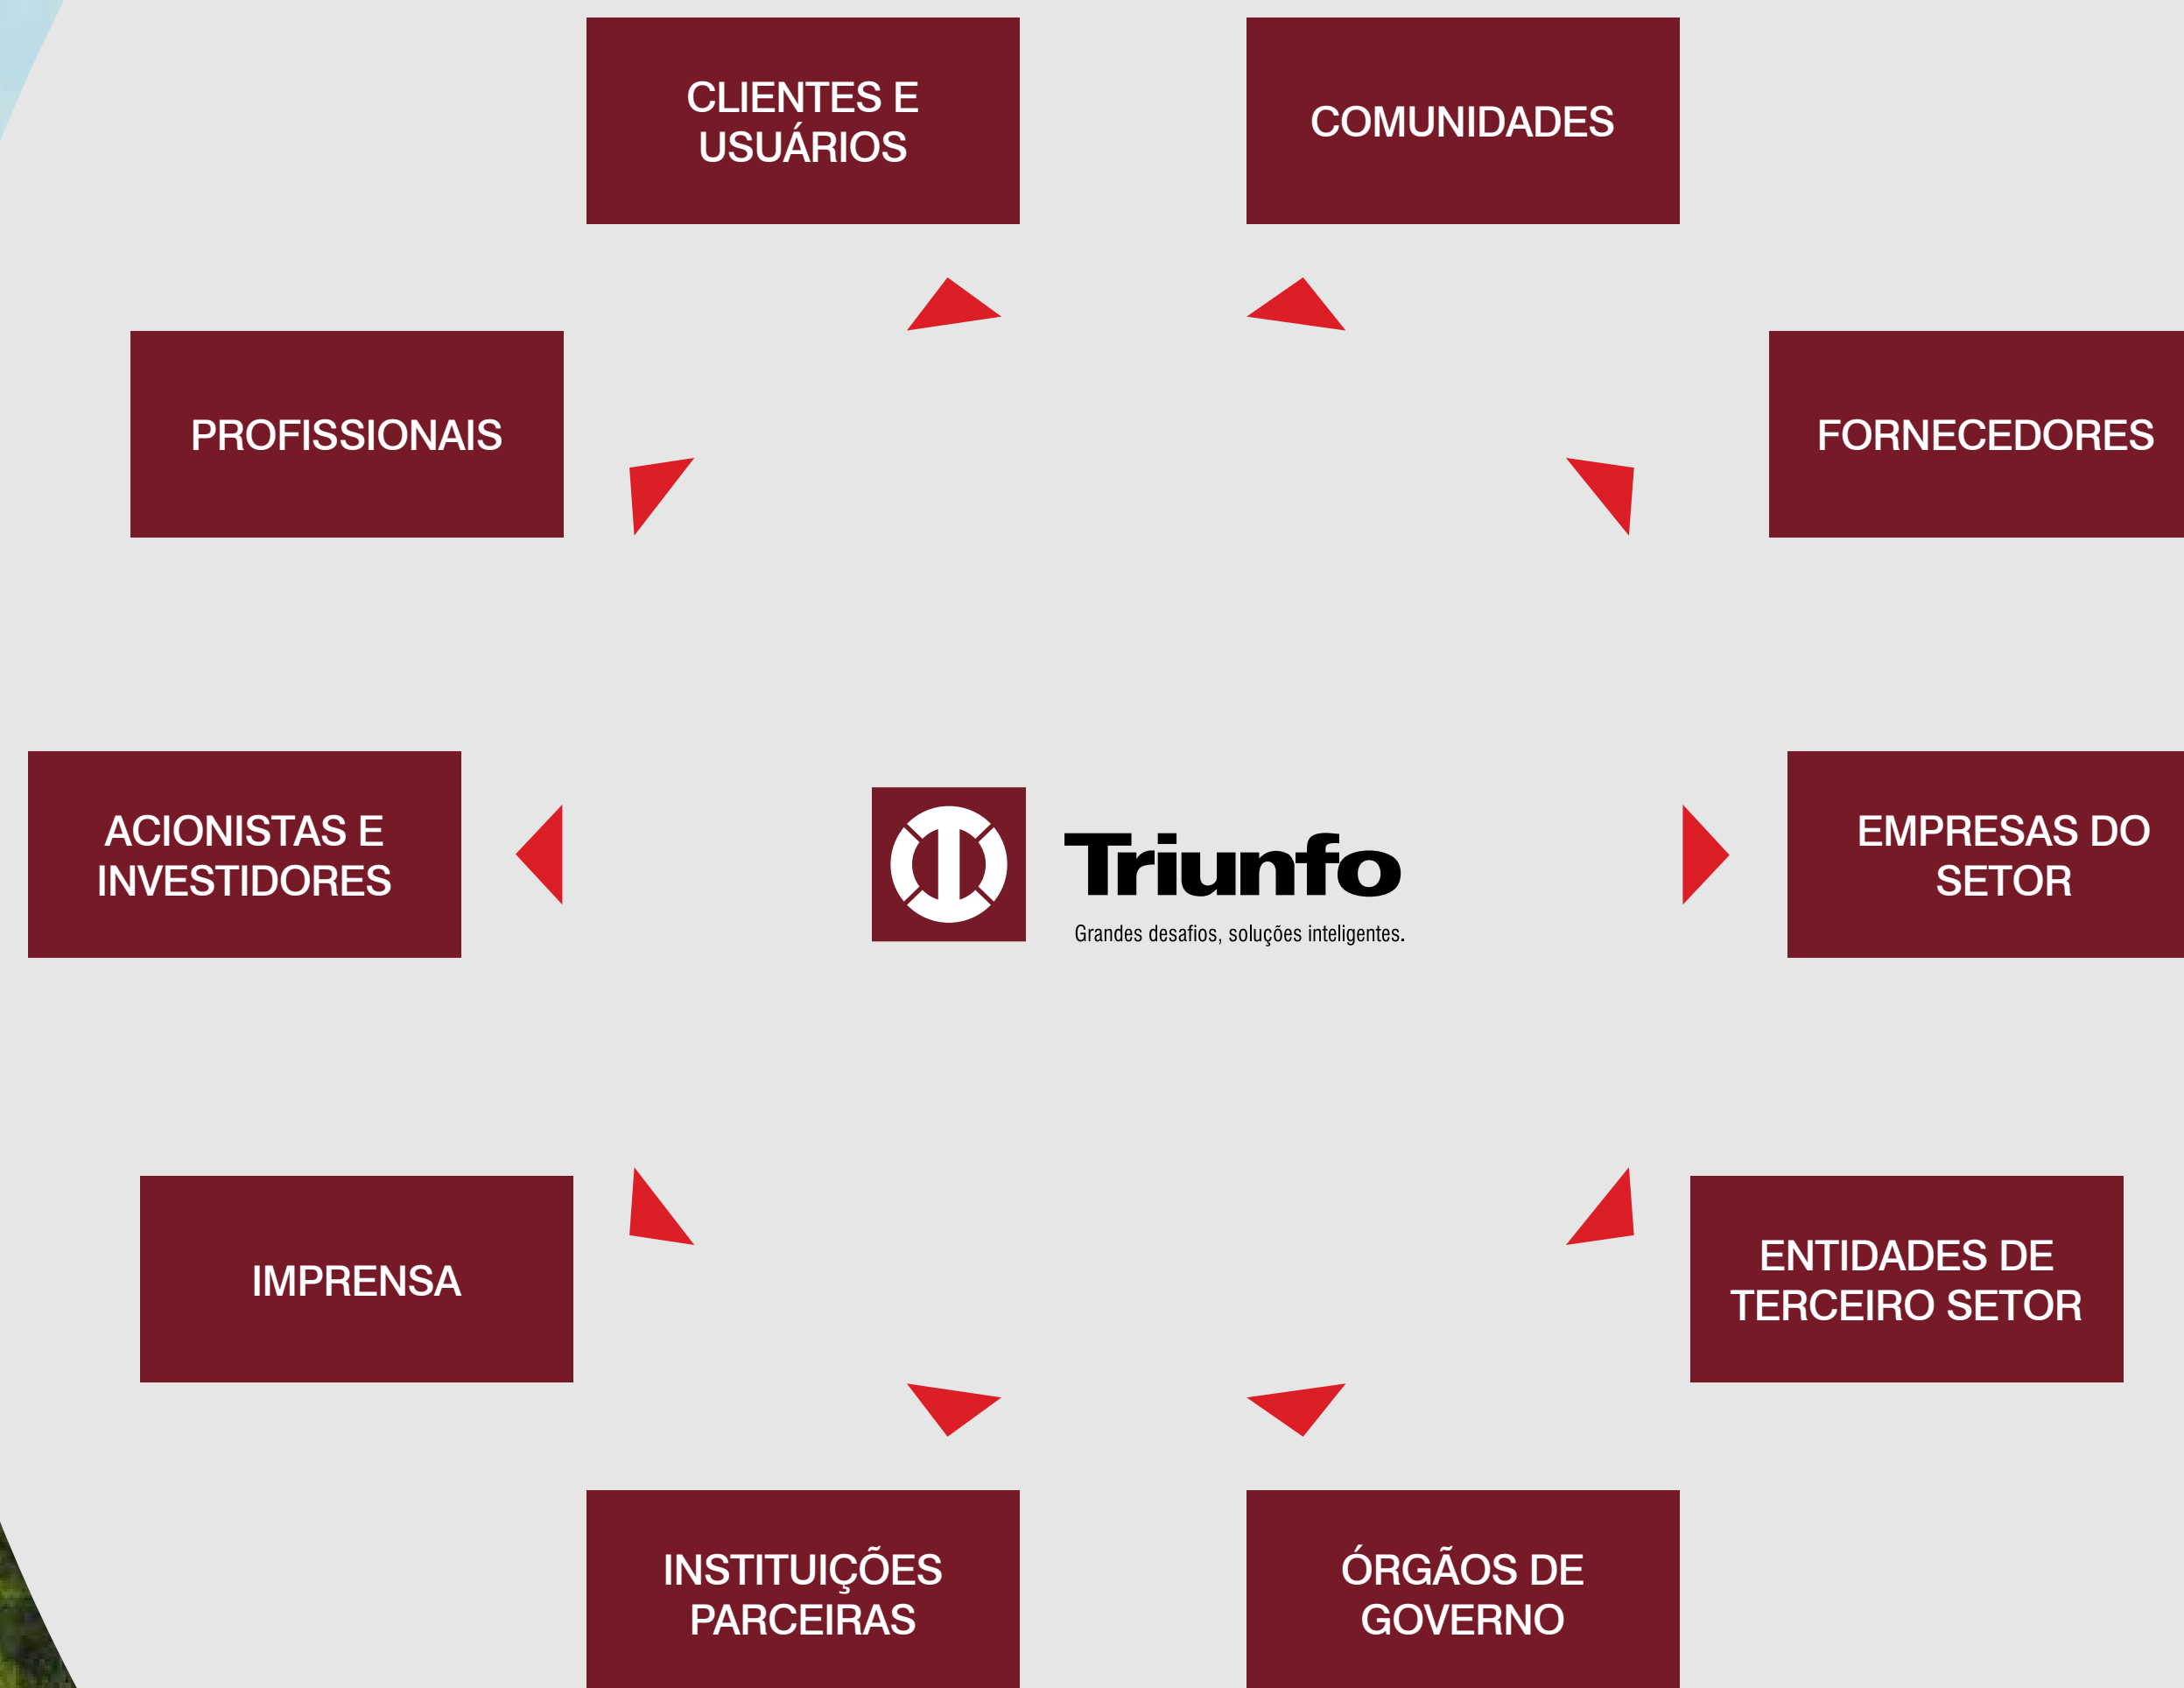 CLIENTES E
USUÁRIOS
COMUNIDADES
PROFISSIONAIS
FORNECEDORES
ACIONISTAS E
INVESTIDORES
Triunfo
Grandes desafios, soluções inteligentes.
EMPRESAS DO
SETOR
IMPRENSA
ENTIDADES DE
TERCEIRO SETOR
INSTITUIÇÕES
PARCEIRAS
ÓRGÃOS DE
GOVERNO